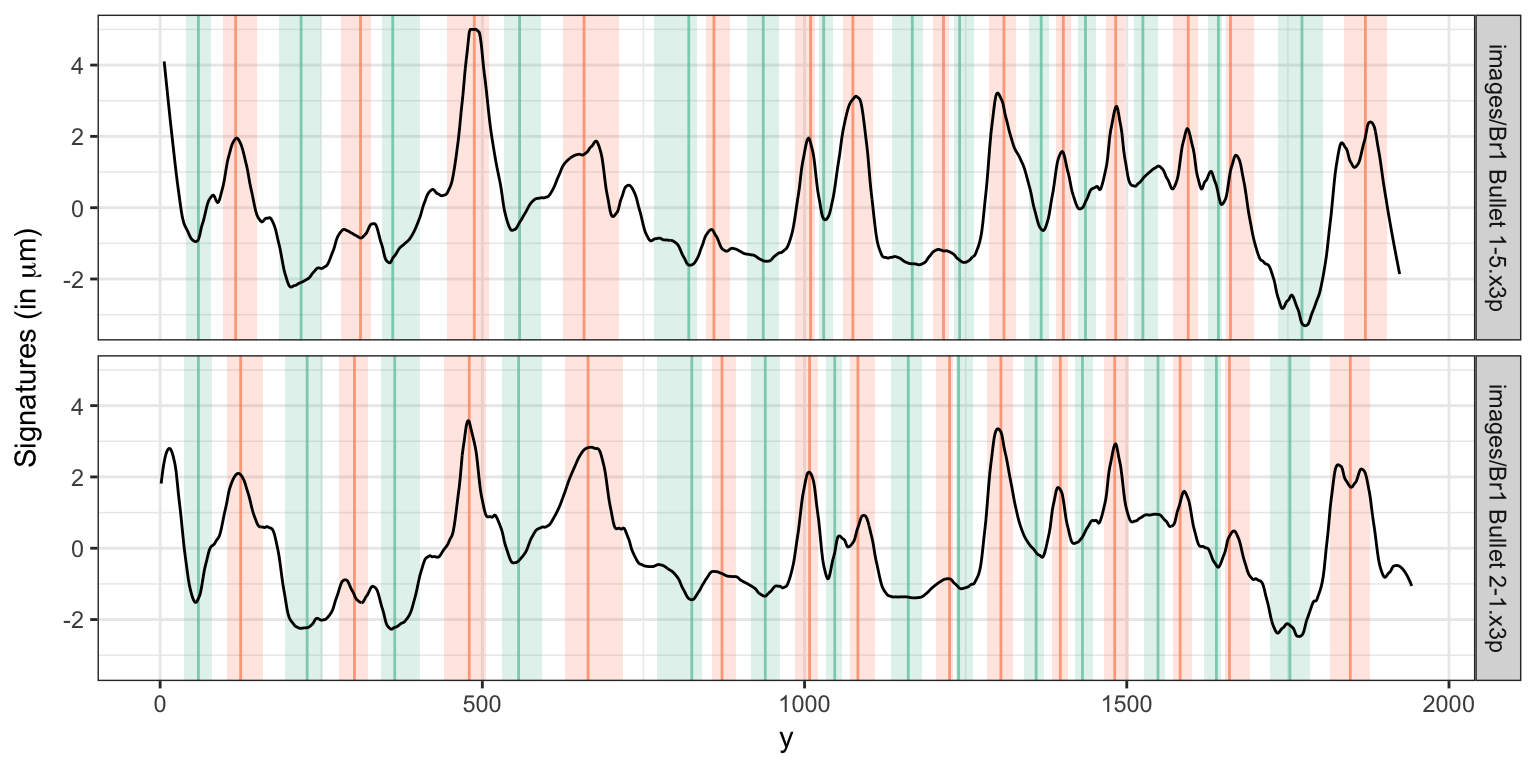 Signatures (in μm)
4
2
0
-2
images/Br1 Bullet 1-5.x3p
4
2
0
-2
images/Br1 Bullet 2-1.x3p
0 500 1000 1500 2000
y